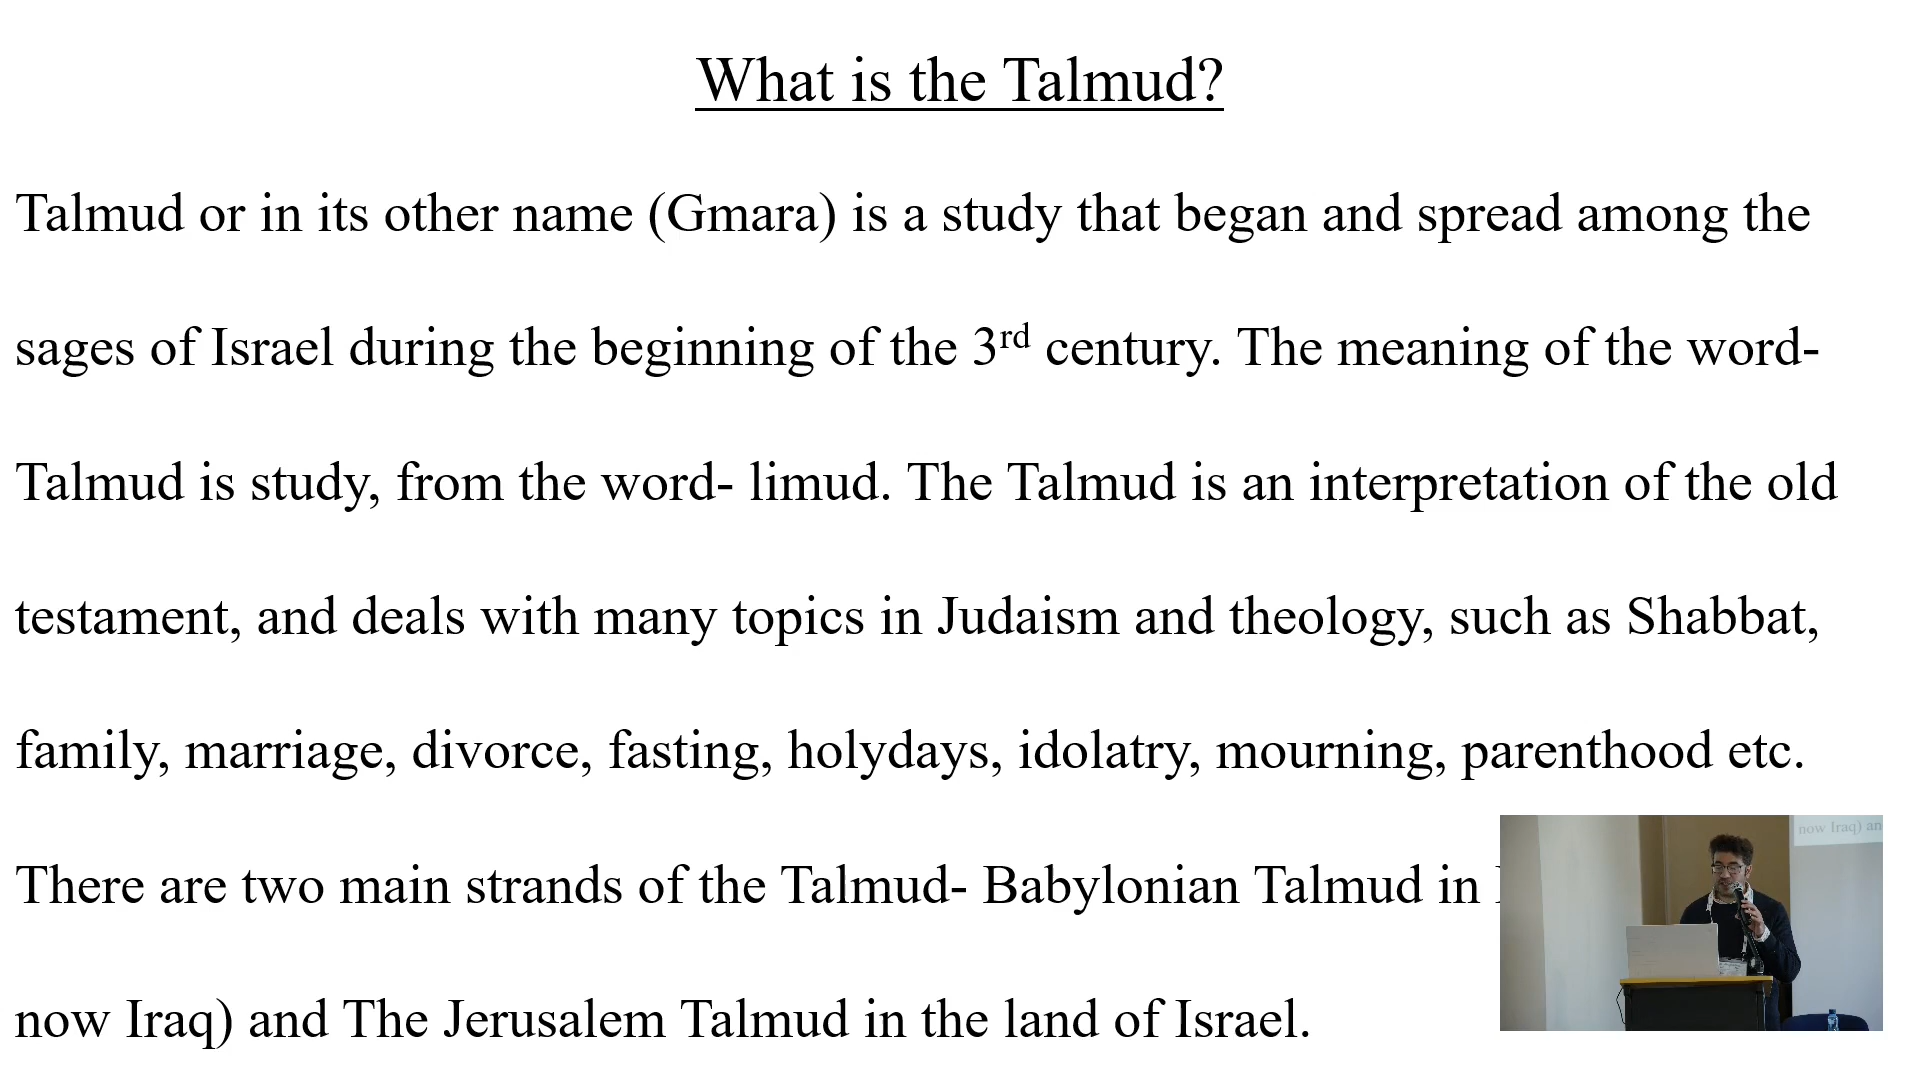 What is the Talmud?
Talmud or in its other name (Gmara) is a study that began and spread among the
sages of Israel during the beginning of the 3rd century. The meaning of the word-
Talmud is study, from the word- limud. The Talmud is an interpretation of the old
testament, and deals with many topics in Judaism and theology, such as Shabbat,
family, marriage, divorce, fasting, holydays, idolatry, mourning, parenthood etc.
There are two main strands of the Talmud- Babylonian Talmud in
now Iraq) and The Jerusalem Talmud in the land of Israel.
now Iraq) an